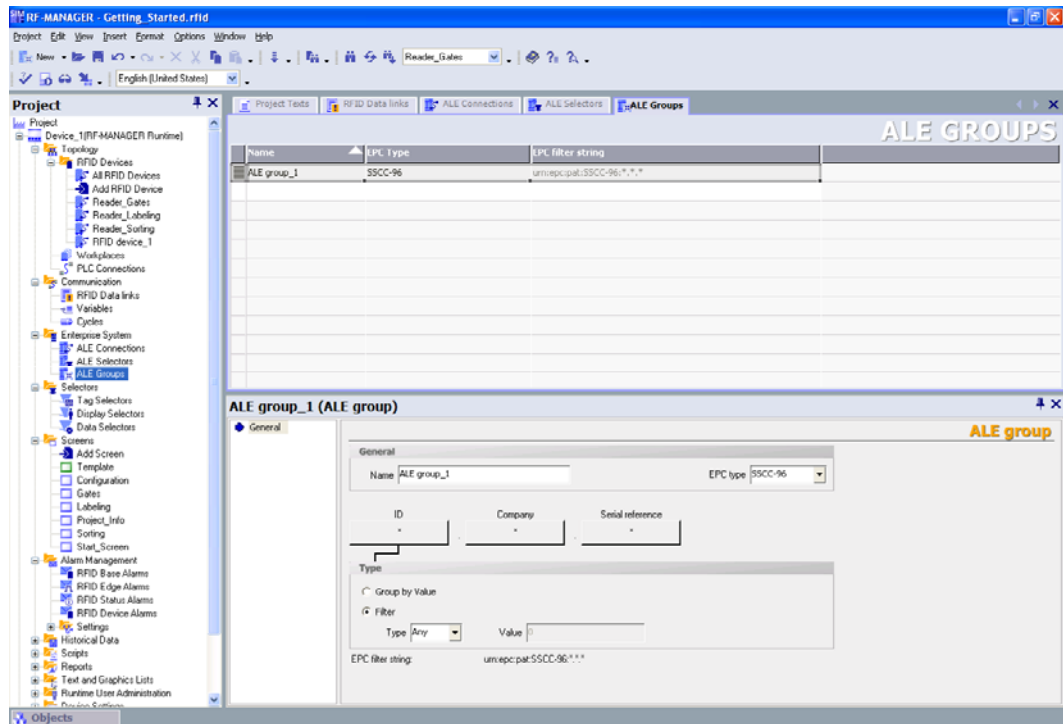 RF-MANAGER - Getting_Started.rfid
Project Edit View Insert Format Options Window Help
New
Reader_Gates
English (United States)
Project
Project Texts
RFID Data links
ALE Connections
ALE Selectors
ALE Groups
Project
Device_1(RF-MANAGER Runtime)
Topology
RFID Devices
All RFID Devices
Add RFID Device
Reader_Gates
Reader_Labeling
Reader_Sorting
RFID device_1
Workplaces
PLC Connections
Communication
RFID Data links
Variables
Cycles
Enterprise System
ALE Connections
ALE Selectors
ALE Groups
Selectors
Tag Selectors
Display Selectors
Data Selectors
Screens
Add Screen
Template
Configuration
Gates
Labeling
Project_Info
Sorting
Start_Screen
Alarm Management
RFID Base Alarms
RFID Edge Alarms
RFID Status Alarms
RFID Device Alarms
Settings
Historical Data
Scripts
Reports
Text and Graphics Lists
Runtime User Administration
Device Settings
Objects
ALE GROUPS
Name EPC Type EPC filter string
ALE group_1 SSCC-96 urn:epc:pat:SSCC-96:*.*.*
ALE group_1 (ALE group)
General
ALE group
General
Name ALE group_1 EPC type SSCC-96
ID Company Serial reference
* . * . *
Type
Group by Value
Filter
Type Any Value 0
EPC filter string: urn:epc:pat:SSCC-96:*.*.*